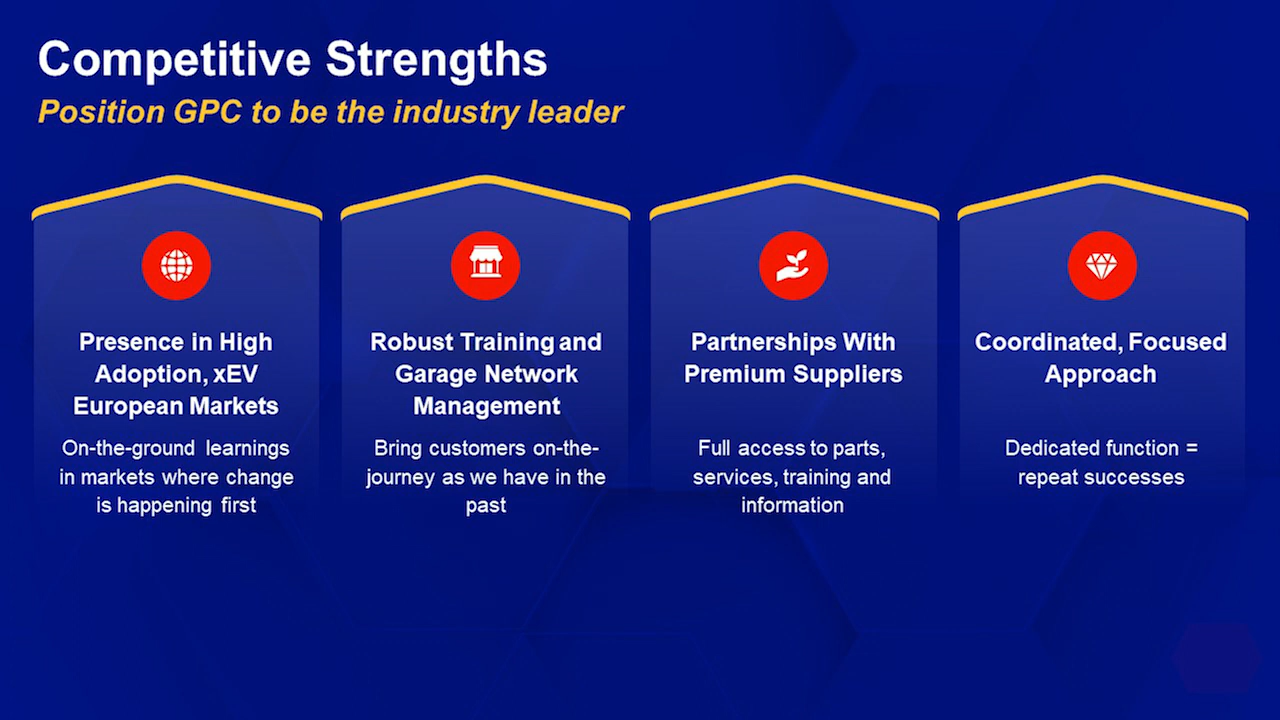 Competitive Strengths
Position GPC to be the industry leader
Presence in High
Adoption, xEV
European Markets
On-the-ground learnings
in markets where change
is happening first
Robust Training and
Garage Network
Management
Bring customers on-the-
journey as we have in the
past
Partnerships With
Premium Suppliers
Full access to parts,
services, training and
information
Coordinated, Focused
Approach
Dedicated function =
repeat successes